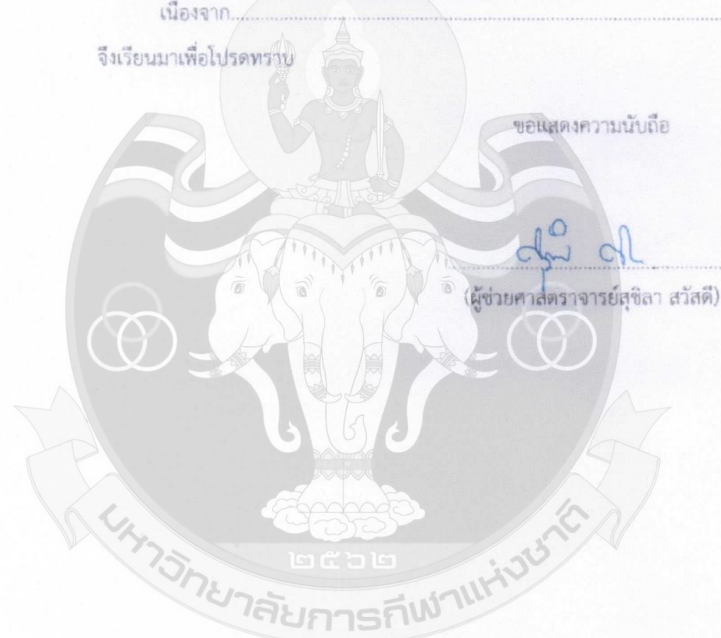 เนื่องจาก
จึงเรียนมาเพื่อโปรดทราบ
ขอแสดงความนับถือ
(ผู้ช่วยศาสตราจารย์สุชิลา สวัสดี)
๒๕๖๒
มหาวิทยาลัยการกีฬาแห่งชาติ